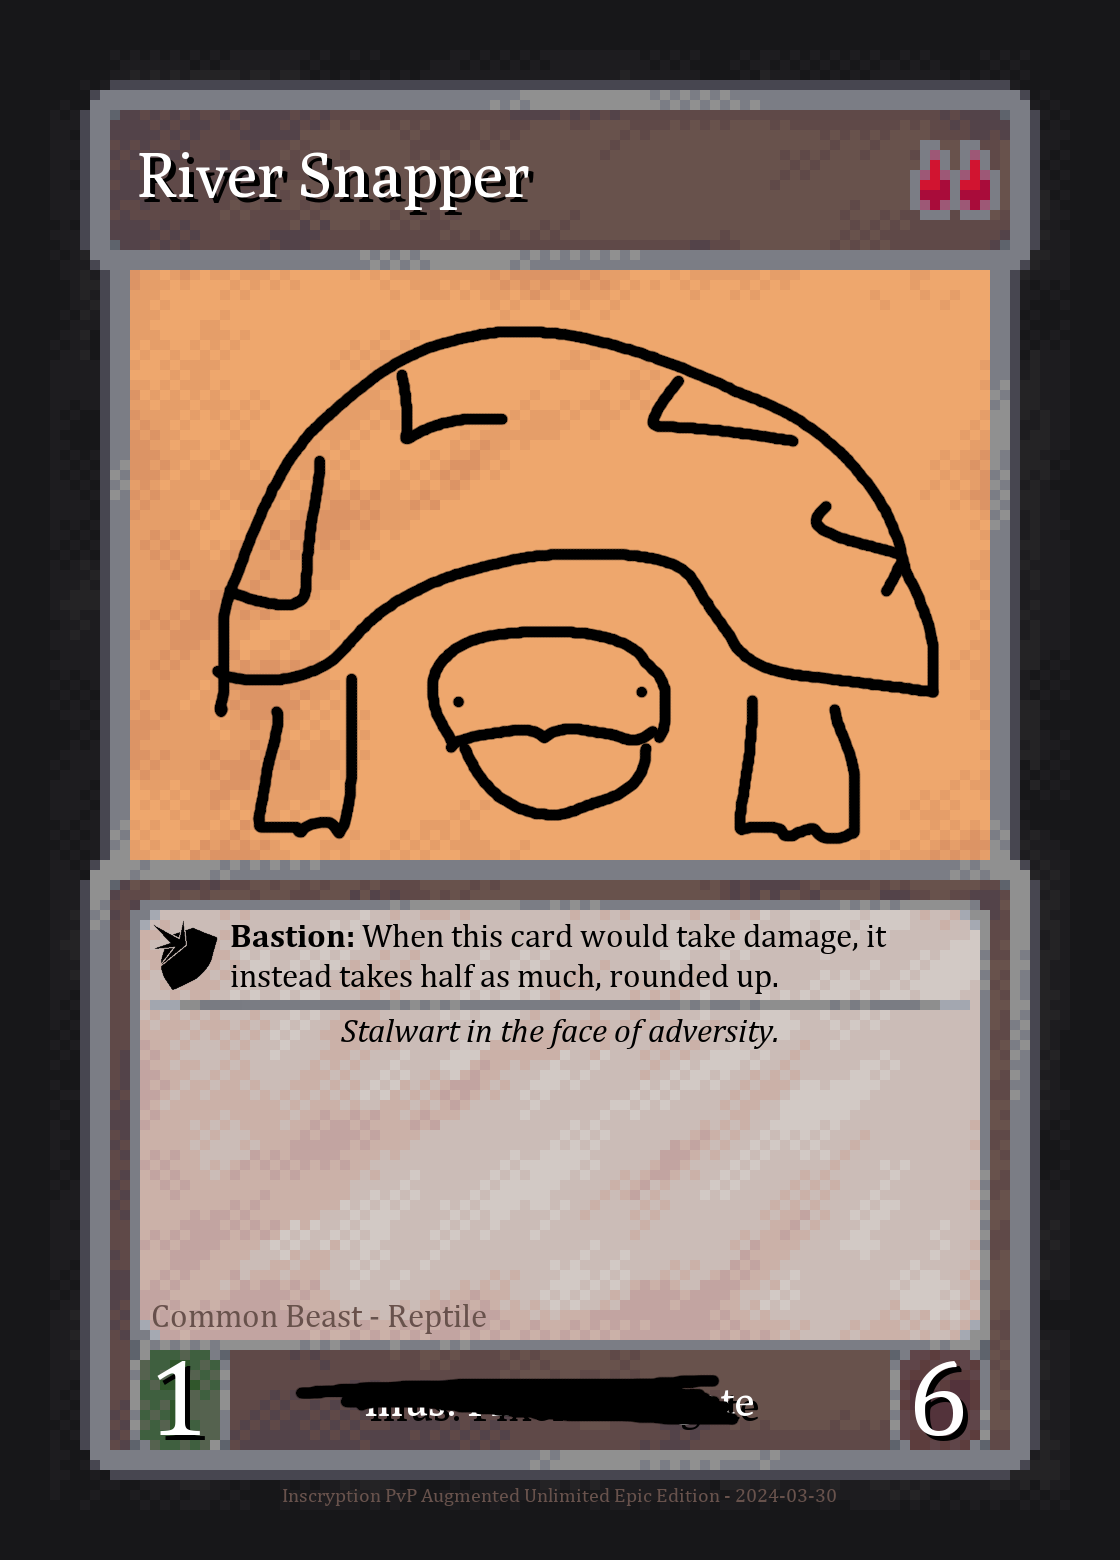 River Snapper
Bastion: When this card would take damage, it
instead takes half as much, rounded up.
Stalwart in the face of adversity.
Common Beast - Reptile
1
6
Inscryption PvP Augmented Unlimited Epic Edition - 2024-03-30